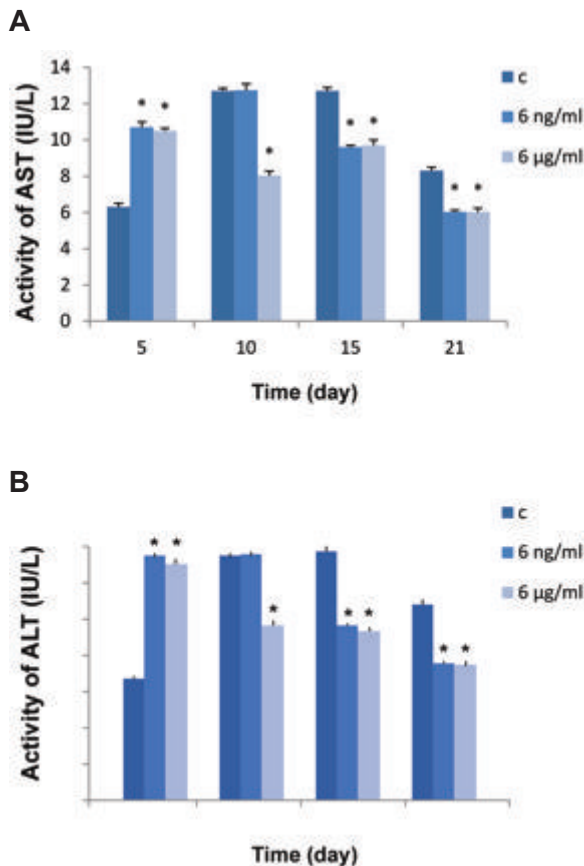 A
Activity of AST (IU/L)
14
12
10
8
6
4
2
0
* *
*
* *
* *
5 10 15 21
Time (day)
c
6 ng/ml
6 µg/ml
B
Activity of ALT (IU/L)
* *
*
* *
* *
Time (day)
c
6 ng/ml
6 µg/ml